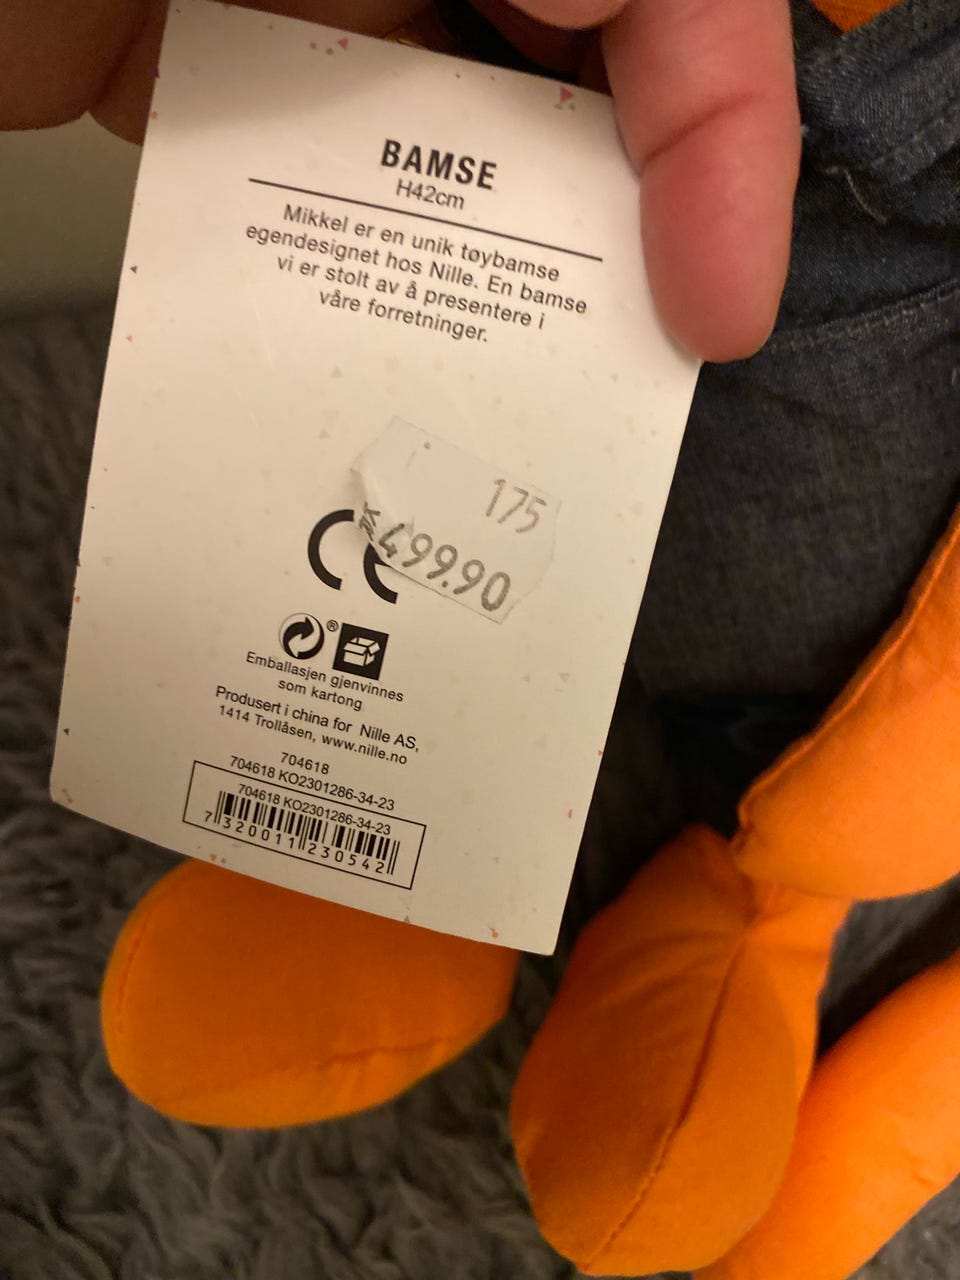 BAMSE
H42cm
Mikkel er en unik tøybamse
egendesignet hos Nille. En bamse
vi er stolt av å presentere i
våre forretninger.
175
499.90
CE
®
Emballasjen gjenvinnes
som kartong
Produsert i china for Nille AS,
1414 Trollåsen, www.nille.no
704618
704618 KO2301286-34-23
704618 KO2301286-34-23
7 320011 230542